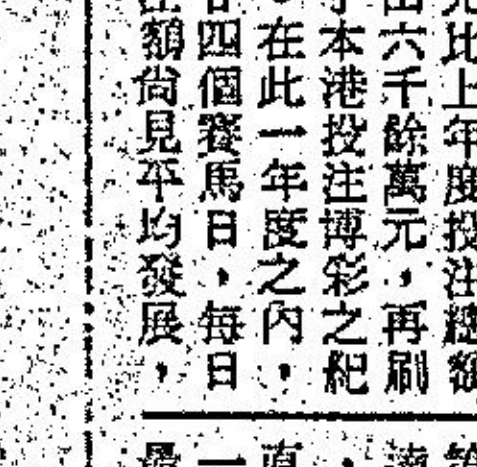 比上年度投注總額
六千餘萬元，再刷
本港投注博彩之紀
在此一年度之內，
四個賽馬日，每日
額尚見平均發展，